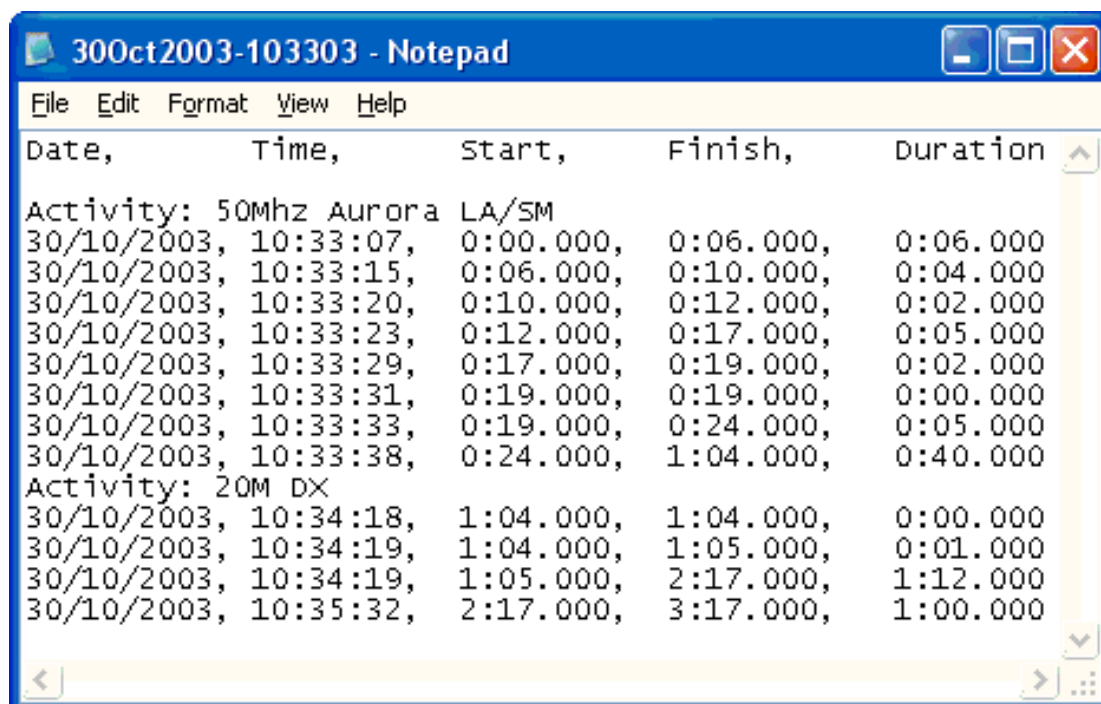 30Oct2003-103303 - Notepad
File Edit Format View Help
Date, Time, Start, Finish, Duration
Activity: 50Mhz Aurora LA/SM
30/10/2003, 10:33:07, 0:00.000, 0:06.000, 0:06.000
30/10/2003, 10:33:15, 0:06.000, 0:10.000, 0:04.000
30/10/2003, 10:33:20, 0:10.000, 0:12.000, 0:02.000
30/10/2003, 10:33:23, 0:12.000, 0:17.000, 0:05.000
30/10/2003, 10:33:29, 0:17.000, 0:19.000, 0:02.000
30/10/2003, 10:33:31, 0:19.000, 0:19.000, 0:00.000
30/10/2003, 10:33:33, 0:19.000, 0:24.000, 0:05.000
30/10/2003, 10:33:38, 0:24.000, 1:04.000, 0:40.000
Activity: 20M DX
30/10/2003, 10:34:18, 1:04.000, 1:04.000, 0:00.000
30/10/2003, 10:34:19, 1:04.000, 1:05.000, 0:01.000
30/10/2003, 10:34:19, 1:05.000, 2:17.000, 1:12.000
30/10/2003, 10:35:32, 2:17.000, 3:17.000, 1:00.000